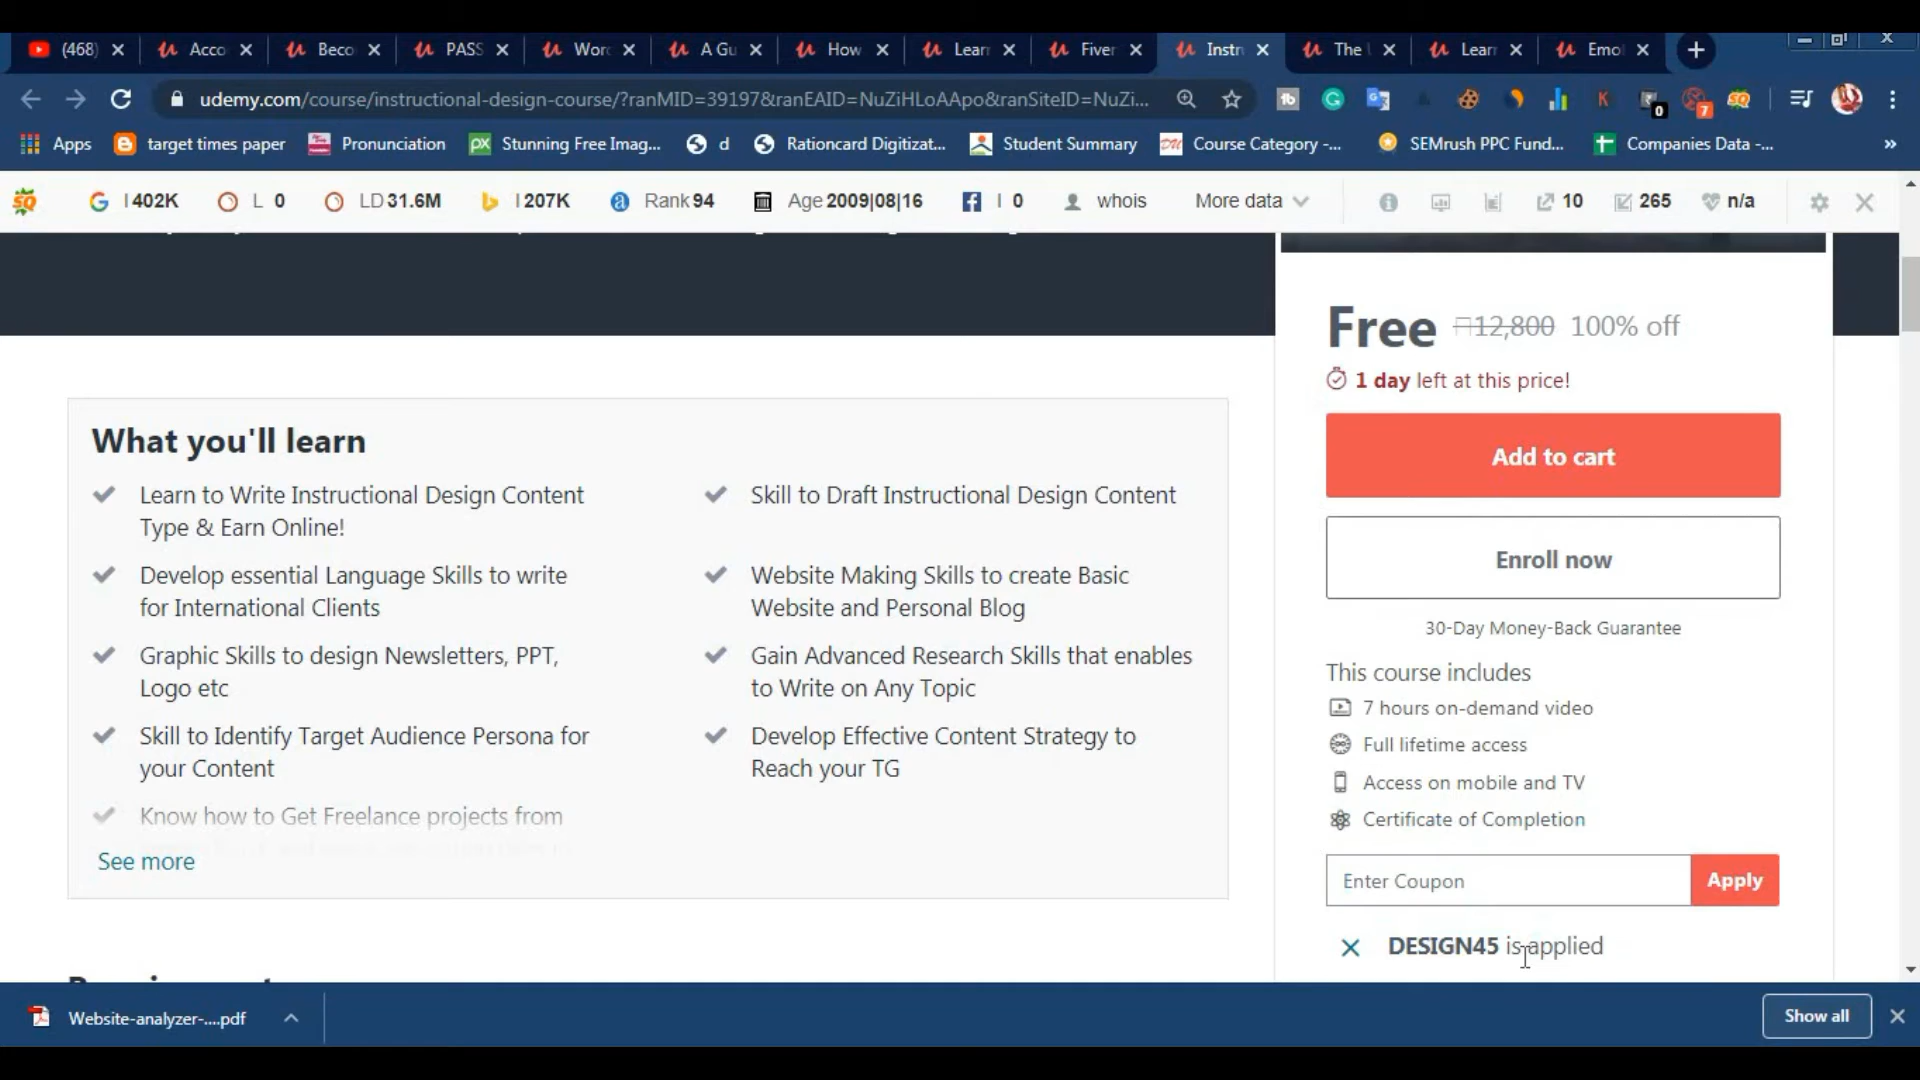 (468)
Acco
Beco
PASS
Word
A Gu
How
Learn
Fiver
Instr
The
Learn
Emo
udemy.com/course/instructional-design-course/?ranMID=39197&ranEAID=NuZiHLoAApo&ranSiteID=NuZi...
0
7
Apps
target times paper
Pronunciation
Stunning Free Imag...
d
Rationcard Digitizat...
Student Summary
Course Category -...
SEMrush PPC Fund...
Companies Data -...
»
I 402K
L 0
LD 31.6M
I 207K
Rank 94
Age 2009|08|16
I 0
whois
More data
10
265
n/a
Free 12,800 100% off
1 day left at this price!
Add to cart
Enroll now
30-Day Money-Back Guarantee
This course includes
7 hours on-demand video
Full lifetime access
Access on mobile and TV
Certificate of Completion
Enter Coupon
Apply
DESIGN45 is applied
What you'll learn
Learn to Write Instructional Design Content
Type & Earn Online!
Skill to Draft Instructional Design Content
Develop essential Language Skills to write
for International Clients
Website Making Skills to create Basic
Website and Personal Blog
Graphic Skills to design Newsletters, PPT,
Logo etc
Gain Advanced Research Skills that enables
to Write on Any Topic
Skill to Identify Target Audience Persona for
your Content
Develop Effective Content Strategy to
Reach your TG
Know how to Get Freelance projects from
See more
Website-analyzer-....pdf
Show all